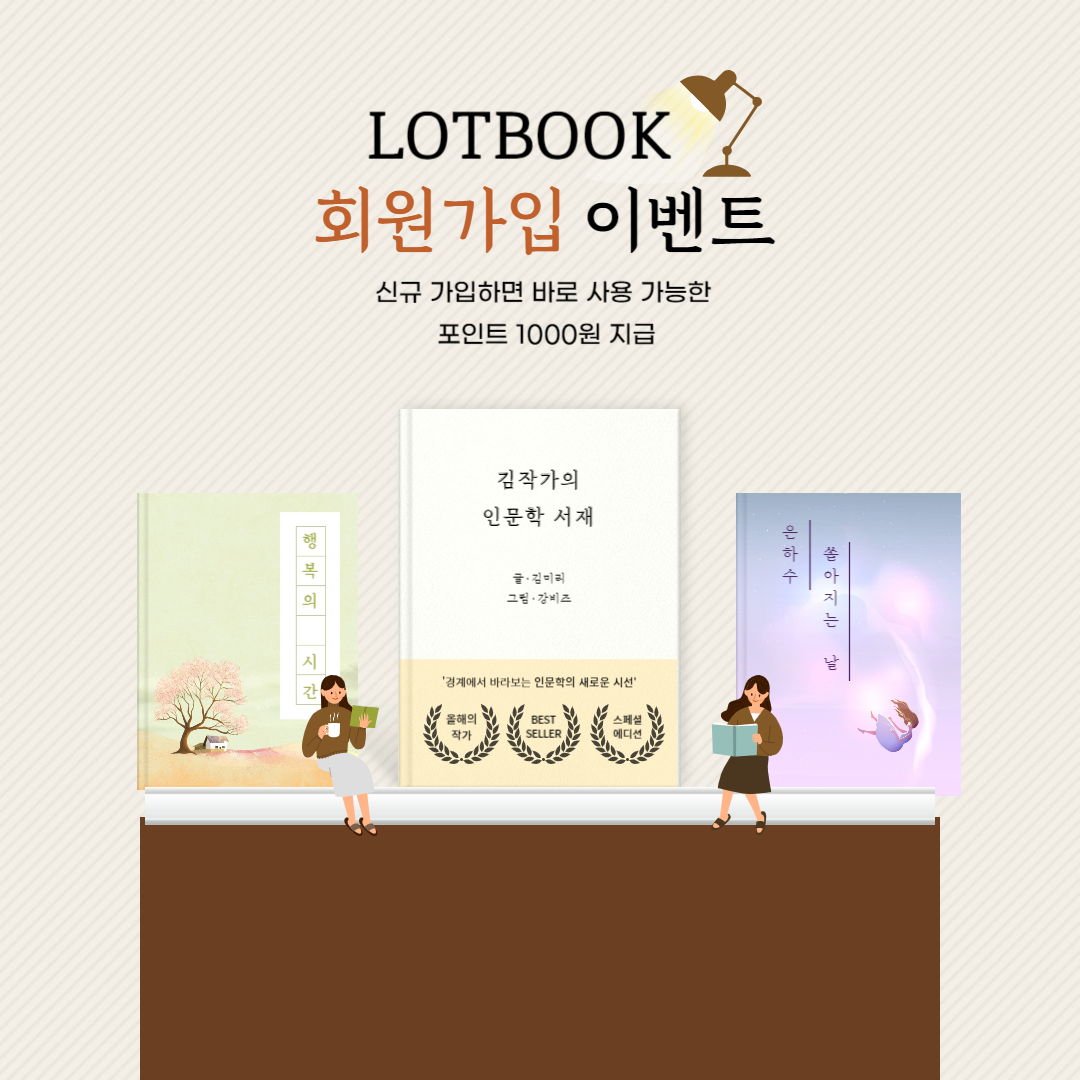 LOTBOOK
회원가입 이벤트
신규 가입하면 바로 사용 가능한
포인트 1000원 지급
행복의 시간
김작가의
인문학 서재
글·김미리
그림·강비즈
'경계에서 바라보는 인문학의 새로운 시선'
올해의
작가
BEST
SELLER
스페셜
에디션
은하수
쏟아지는 날